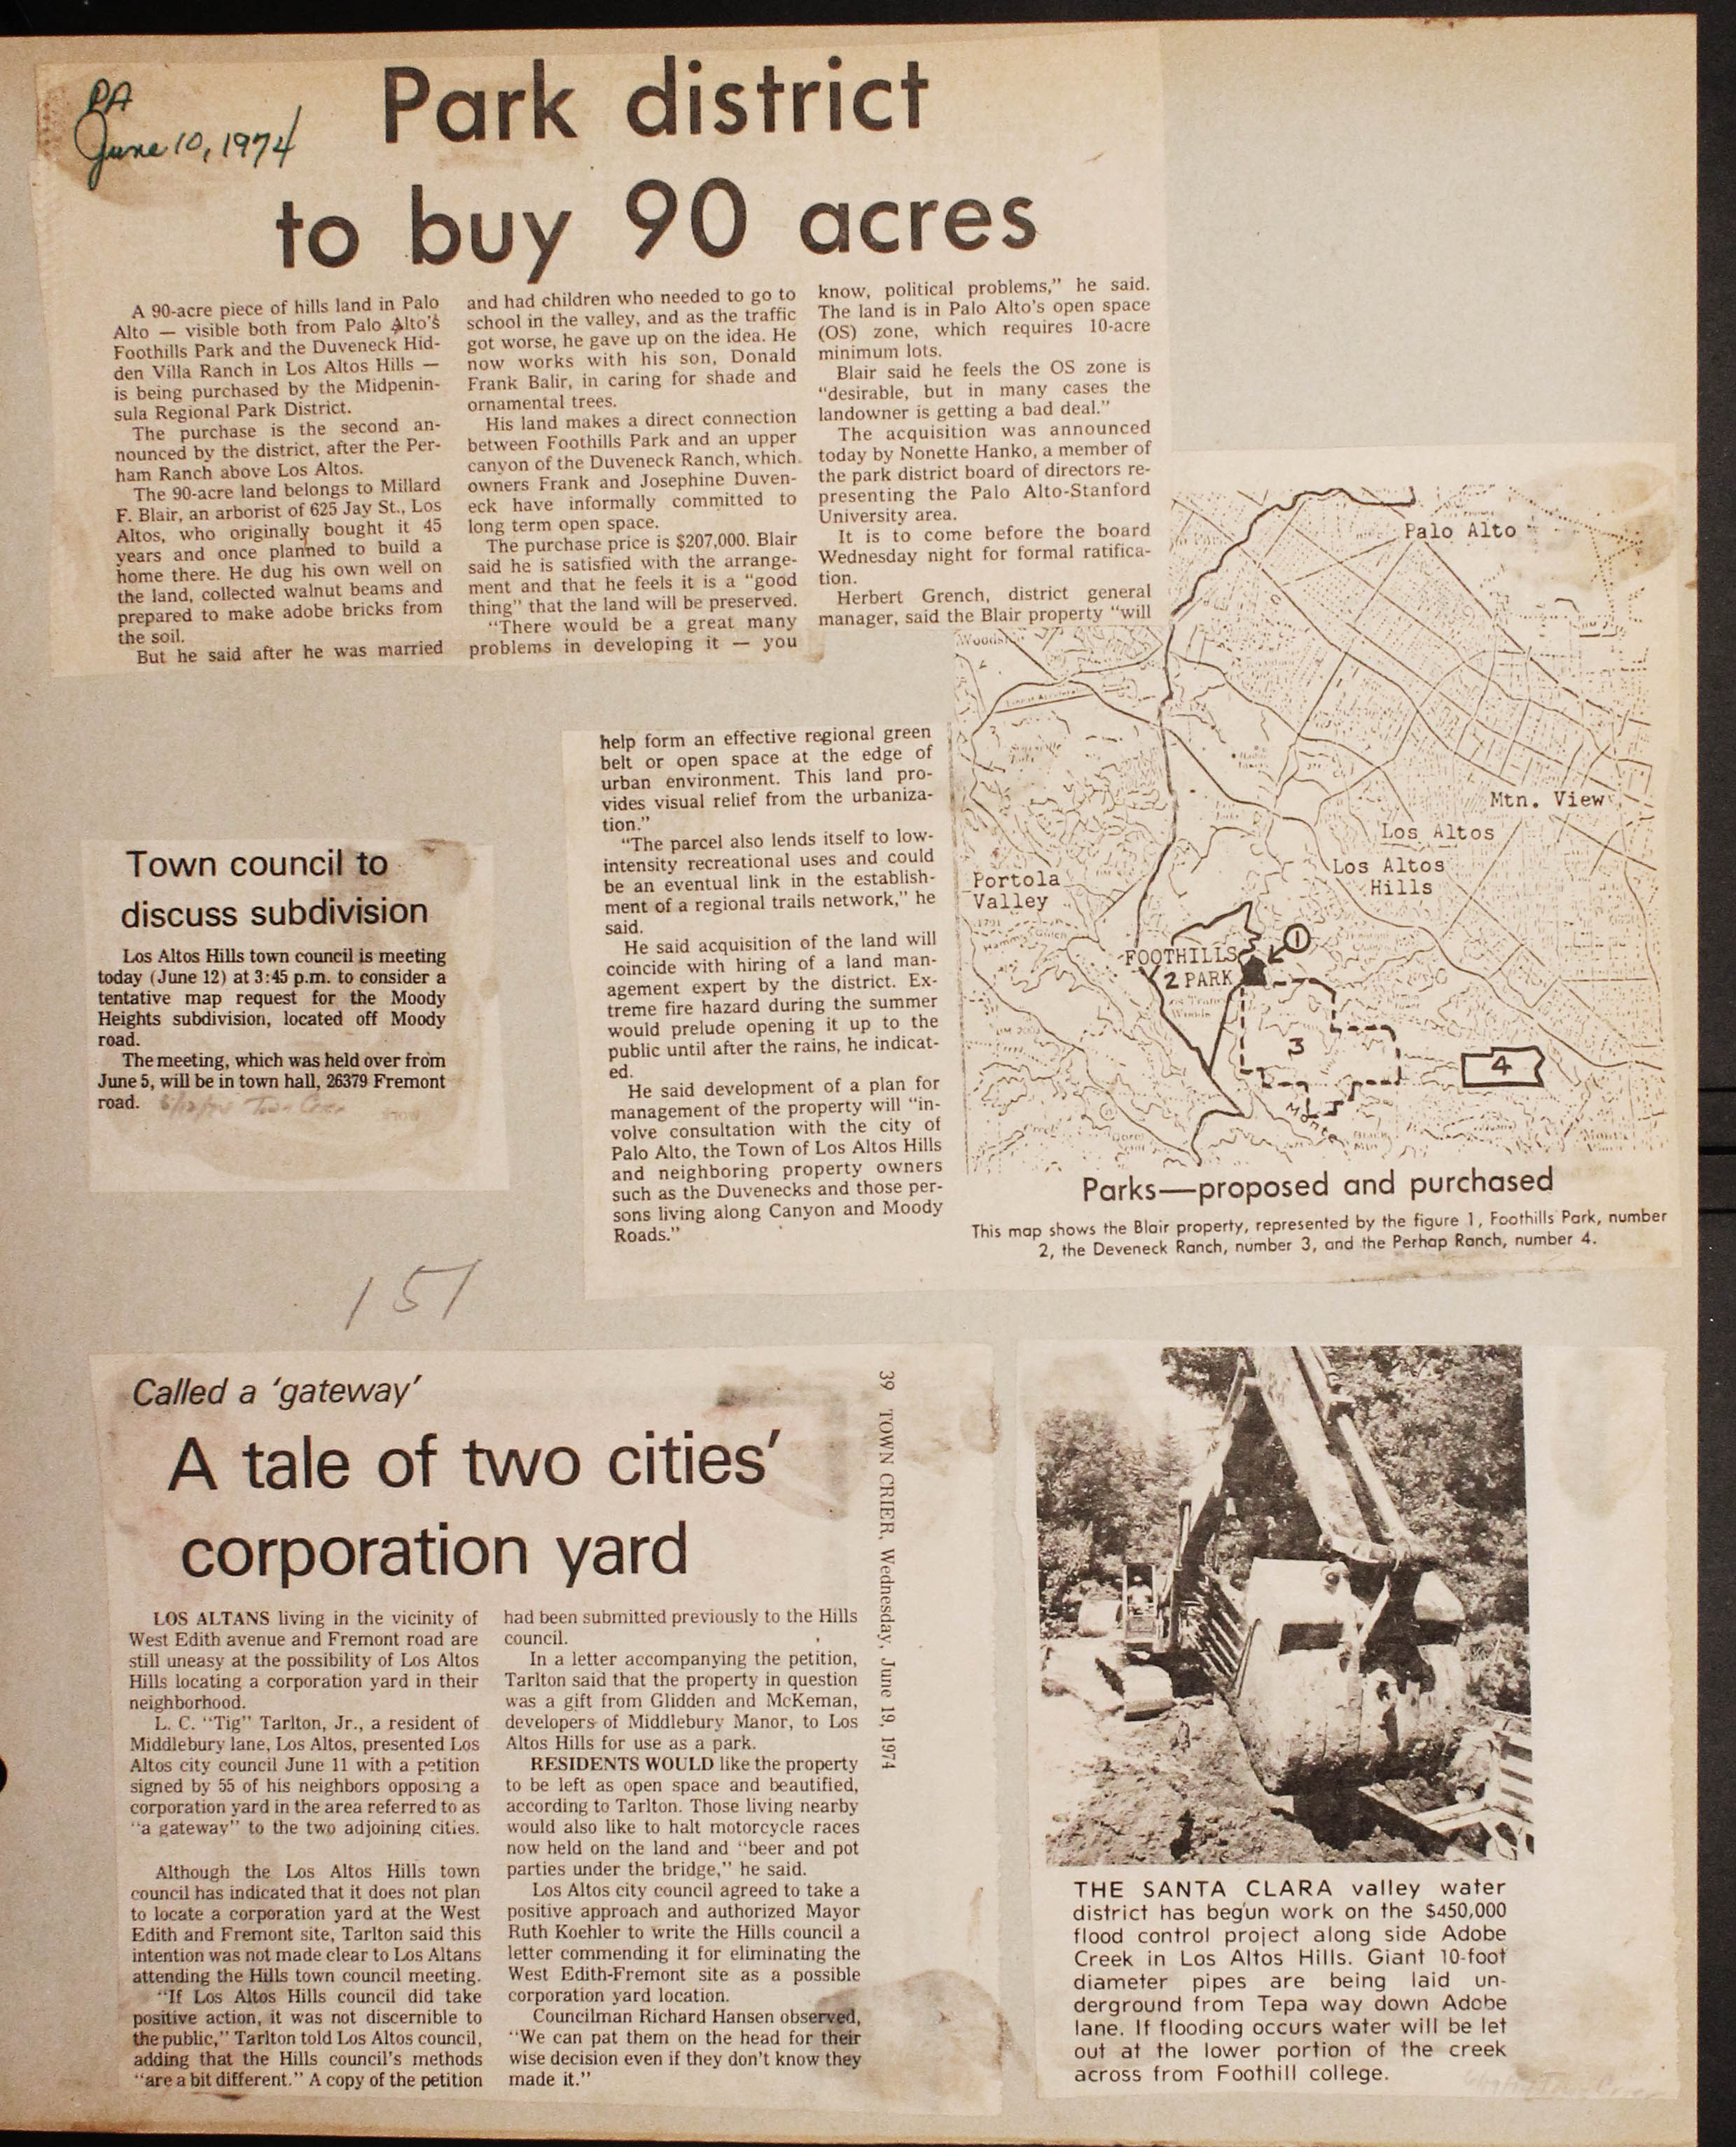 PA
June 10, 1974
Park district
to buy 90 acres
A 90-acre piece of hills land in Palo
Alto — visible both from Palo Alto's
Foothills Park and the Duveneck Hid-
den Villa Ranch in Los Altos Hills —
is being purchased by the Midpenin-
sula Regional Park District.
The purchase is the second an-
nounced by the district, after the Per-
ham Ranch above Los Altos.
The 90-acre land belongs to Millard
F. Blair, an arborist of 625 Jay St., Los
Altos, who originally bought it 45
years and once planned to build a
home there. He dug his own well on
the land, collected walnut beams and
prepared to make adobe bricks from
the soil.
But he said after he was married
and had children who needed to go to
school in the valley, and as the traffic
got worse, he gave up on the idea. He
now works with his son, Donald
Frank Balir, in caring for shade and
ornamental trees.
His land makes a direct connection
between Foothills Park and an upper
canyon of the Duveneck Ranch, which
owners Frank and Josephine Duven-
eck have informally committed to
long term open space.
The purchase price is $207,000. Blair
said he is satisfied with the arrange-
ment and that he feels it is a "good
thing" that the land will be preserved.
"There would be a great many
problems in developing it — you
know, political problems," he said.
The land is in Palo Alto's open space
(OS) zone, which requires 10-acre
minimum lots.
Blair said he feels the OS zone is
"desirable, but in many cases the
landowner is getting a bad deal."
The acquisition was announced
today by Nonette Hanko, a member of
the park district board of directors re-
presenting the Palo Alto-Stanford
University area.
It is to come before the board
Wednesday night for formal ratifica-
tion.
Herbert Grench, district general
manager, said the Blair property "will
help form an effective regional green
belt or open space at the edge of
urban environment. This land pro-
vides visual relief from the urbaniza-
tion."
"The parcel also lends itself to low-
intensity recreational uses and could
be an eventual link in the establish-
ment of a regional trails network," he
said.
He said acquisition of the land will
coincide with hiring of a land man-
agement expert by the district. Ex-
treme fire hazard during the summer
would prelude opening it up to the
public until after the rains, he indicat-
ed.
He said development of a plan for
management of the property will "in-
volve consultation with the city of
Palo Alto, the Town of Los Altos Hills
and neighboring property owners
such as the Duvenecks and those per-
sons living along Canyon and Moody
Roads."
Palo Alto
Mtn. View
Los Altos
Los Altos
Hills
Portola
Valley
1
FOOTHILLS
2 PARK
3
4
Parks—proposed and purchased
This map shows the Blair property, represented by the figure 1, Foothills Park, number
2, the Deveneck Ranch, number 3, and the Perhap Ranch, number 4.
Town council to
discuss subdivision
Los Altos Hills town council is meeting
today (June 12) at 3:45 p.m. to consider a
tentative map request for the Moody
Heights subdivision, located off Moody
road.
The meeting, which was held over from
June 5, will be in town hall, 26379 Fremont
road.
Town Crier
151
Called a 'gateway'
A tale of two cities'
corporation yard
LOS ALTANS living in the vicinity of
West Edith avenue and Fremont road are
still uneasy at the possibility of Los Altos
Hills locating a corporation yard in their
neighborhood.
L. C. "Tig" Tarlton, Jr., a resident of
Middlebury lane, Los Altos, presented Los
Altos city council June 11 with a petition
signed by 55 of his neighbors opposing a
corporation yard in the area referred to as
"a gateway" to the two adjoining cities.
Although the Los Altos Hills town
council has indicated that it does not plan
to locate a corporation yard at the West
Edith and Fremont site, Tarlton said this
intention was not made clear to Los Altans
attending the Hills town council meeting.
"If Los Altos Hills council did take
positive action, it was not discernible to
the public," Tarlton told Los Altos council,
adding that the Hills council's methods
"are a bit different." A copy of the petition
had been submitted previously to the Hills
council.
In a letter accompanying the petition,
Tarlton said that the property in question
was a gift from Glidden and McKeman,
developers of Middlebury Manor, to Los
Altos Hills for use as a park.
RESIDENTS WOULD like the property
to be left as open space and beautified,
according to Tarlton. Those living nearby
would also like to halt motorcycle races
now held on the land and "beer and pot
parties under the bridge," he said.
Los Altos city council agreed to take a
positive approach and authorized Mayor
Ruth Koehler to write the Hills council a
letter commending it for eliminating the
West Edith-Fremont site as a possible
corporation yard location.
Councilman Richard Hansen observed,
"We can pat them on the head for their
wise decision even if they don't know they
made it."
39 TOWN CRIER, Wednesday, June 19, 1974
THE SANTA CLARA valley water
district has begun work on the $450,000
flood control project along side Adobe
Creek in Los Altos Hills. Giant 10-foot
diameter pipes are being laid un-
derground from Tepa way down Adobe
lane. If flooding occurs water will be let
out at the lower portion of the creek
across from Foothill college.